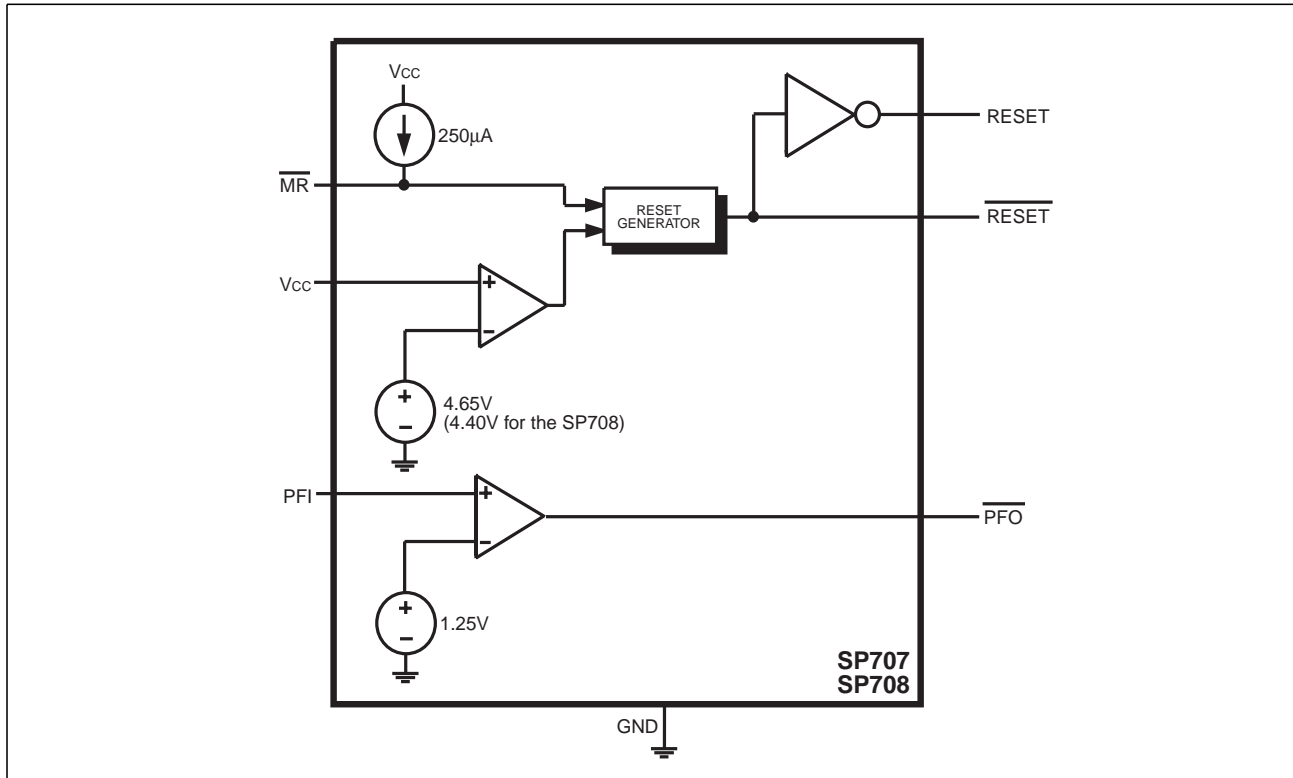 Vcc
250µA
MR
RESET
GENERATOR
RESET
RESET
Vcc
+
−
+
−
4.65V
(4.40V for the SP708)
PFI
+
−
PFO
+
−
1.25V
SP707
SP708
GND